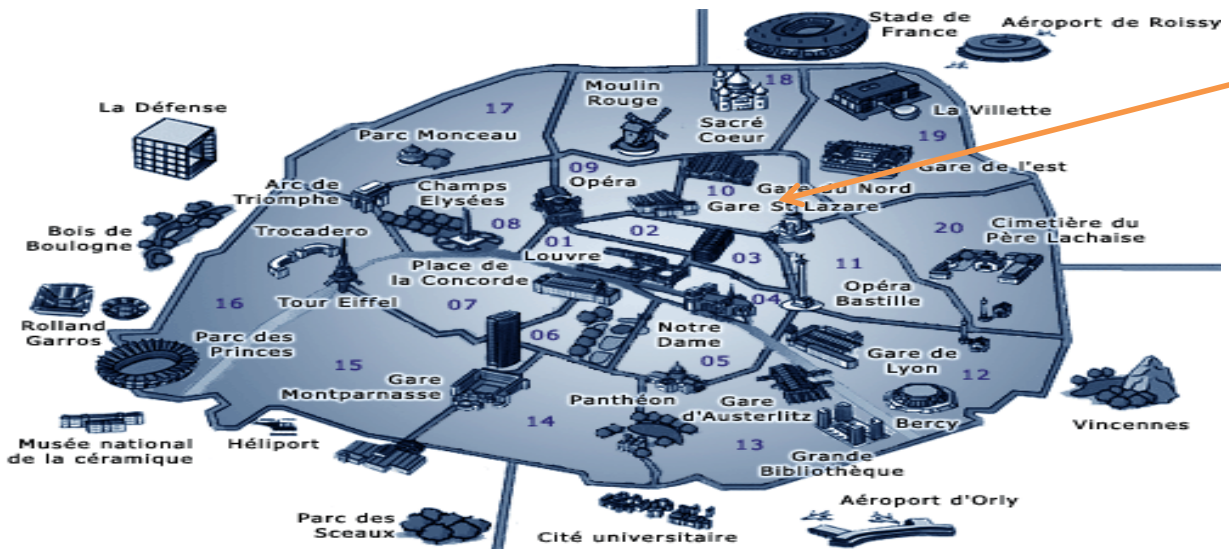 Stade de
France
Aéroport de Roissy
La Défense
17
Moulin
Rouge
18
Sacré
Coeur
La Villette
19
Parc Monceau
Gare de l'est
Arc de
Triomphe
Champs
Elysées
09
Opéra
10
Gare du Nord
Gare St Lazare
Bois de
Boulogne
Trocadero
08
01
Louvre
02
03
11
20
Cimetière du
Père Lachaise
Place de
la Concorde
Opéra
Bastille
16
Tour Eiffel
07
04
Rolland
Garros
Parc des
Princes
06
Notre
Dame
05
Gare de
Lyon
12
15
Gare
Montparnasse
Panthéon
Gare
d'Austerlitz
Bercy
Vincennes
Musée national
de la céramique
Héliport
14
13
Grande
Bibliothèque
Parc des
Sceaux
Cité universitaire
Aéroport d'Orly